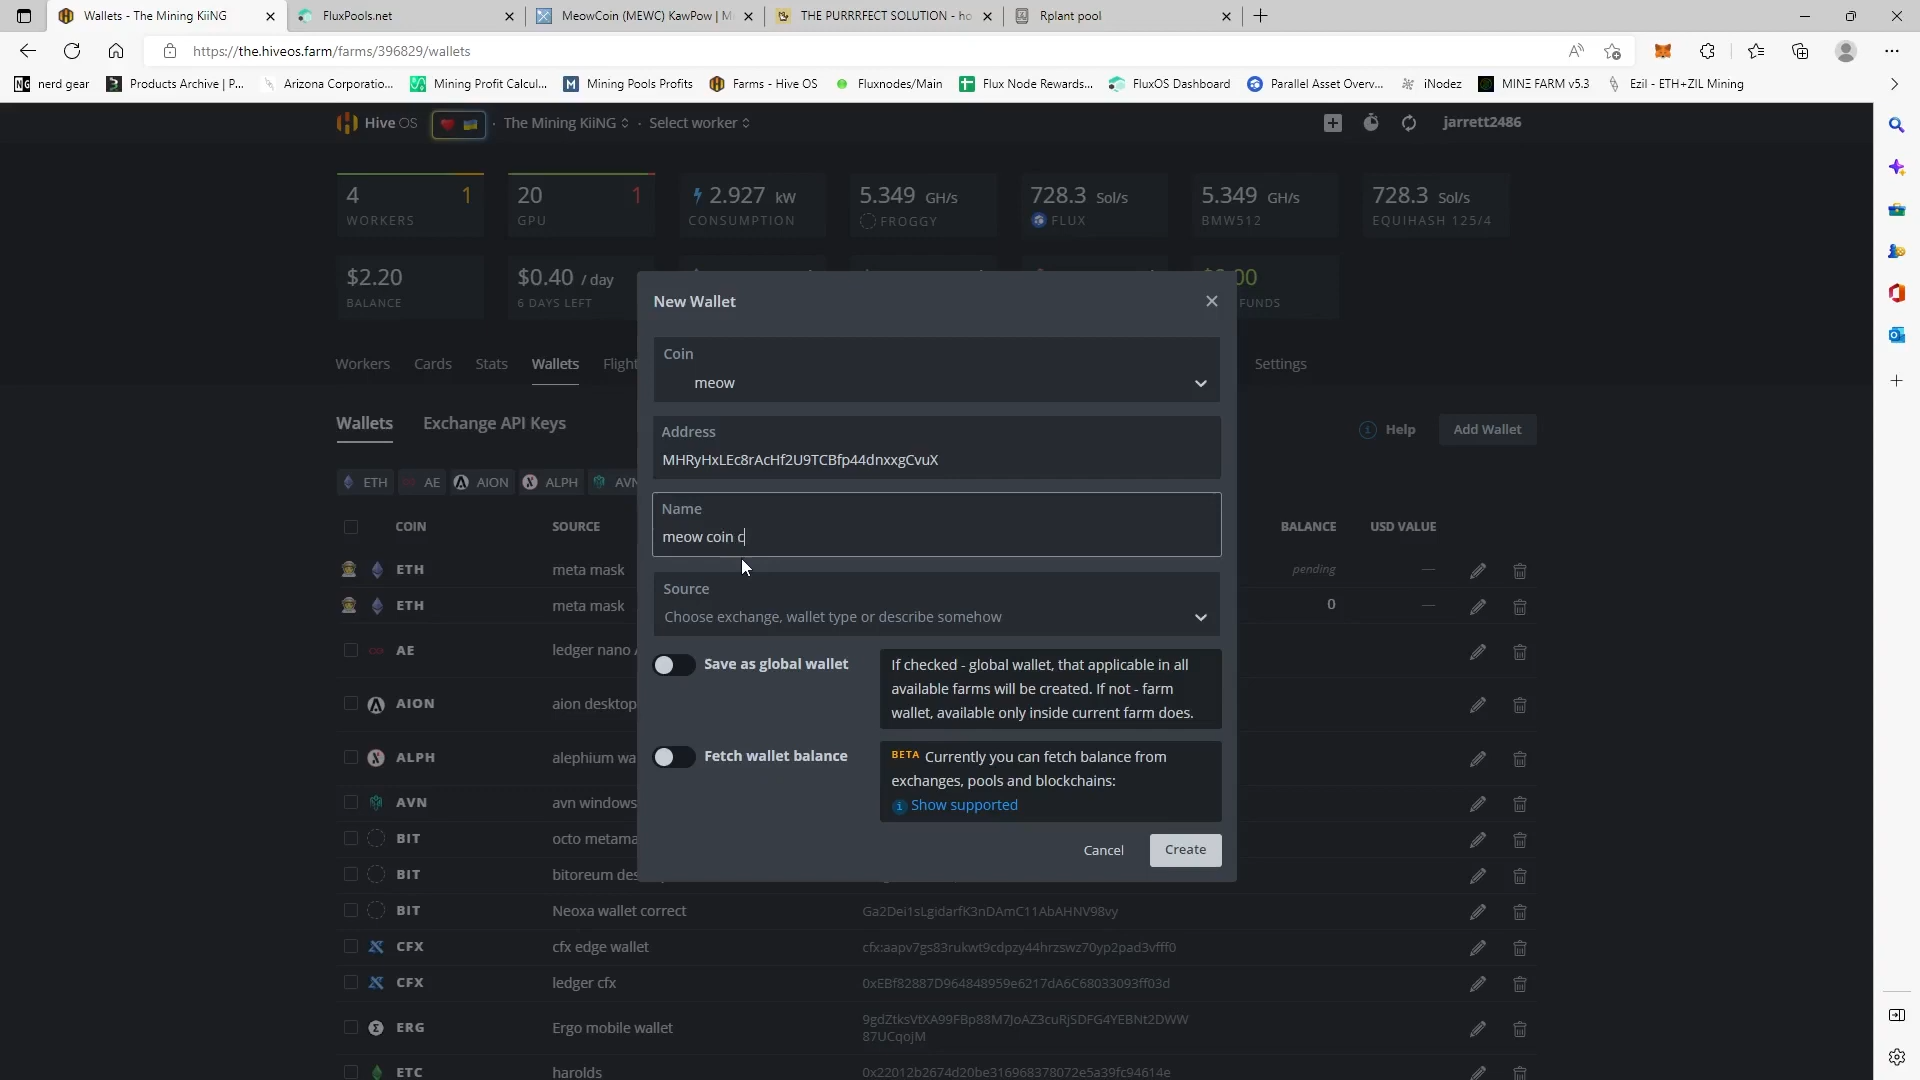 Wallets - The Mining KiiNG
FluxPools.net
MeowCoin (MEWC) KawPow | Mi
THE PURRRFECT SOLUTION - ho
Rplant pool
https://the.hiveos.farm/farms/396829/wallets
nerd gear
Products Archive | P...
Arizona Corporatio...
Mining Profit Calcul...
Mining Pools Profits
Farms - Hive OS
Fluxnodes/Main
Flux Node Rewards...
FluxOS Dashboard
Parallel Asset Overv...
iNodez
MINE FARM v5.3
Ezil - ETH+ZIL Mining
Hive OS · The Mining KiiNG · Select worker
jarrett2486
4 1
WORKERS
20 1
GPU
2.927 kW
CONSUMPTION
5.349 GH/s
FROGGY
728.3 Sol/s
FLUX
5.349 GH/s
BMW512
728.3 Sol/s
EQUIHASH 125/4
$2.20
BALANCE
$0.40 / day
6 DAYS LEFT
FUNDS
Workers Cards Stats Wallets Flight Settings
Wallets Exchange API Keys
Help
Add Wallet
ETH AE AION ALPH AVN
COIN SOURCE BALANCE USD VALUE
ETH meta mask pending —
ETH meta mask 0 —
AE ledger nano
AION aion desktop
ALPH alephium wa
AVN avn windows
BIT octo metama
BIT bitoreum des
BIT Neoxa wallet correct Ga2Dei1sLgidarfK3nDAmC11AbAHNV98vy
CFX cfx edge wallet cfx:aapv7gs83rukwt9cdpzy44hrzswz70yp2pad3vfff0
CFX ledger cfx 0xEBf82887D964848959e6217dA6C68033093ff03d
ERG Ergo mobile wallet 9gdZtksVtXA99FBp88M7JoAZ3cuRjSDFG4YEBNt2DWW
87UCqojM
ETC harolds 0x22012b2674d20be316968378072e5a39fc94614e
New Wallet
Coin
meow
Address
MHRyHxLEc8rAcHf2U9TCBfp44dnxxgCvuX
Name
meow coin c
Source
Choose exchange, wallet type or describe somehow
Save as global wallet
If checked - global wallet, that applicable in all
available farms will be created. If not - farm
wallet, available only inside current farm does.
Fetch wallet balance
BETA Currently you can fetch balance from
exchanges, pools and blockchains:
Show supported
Cancel
Create